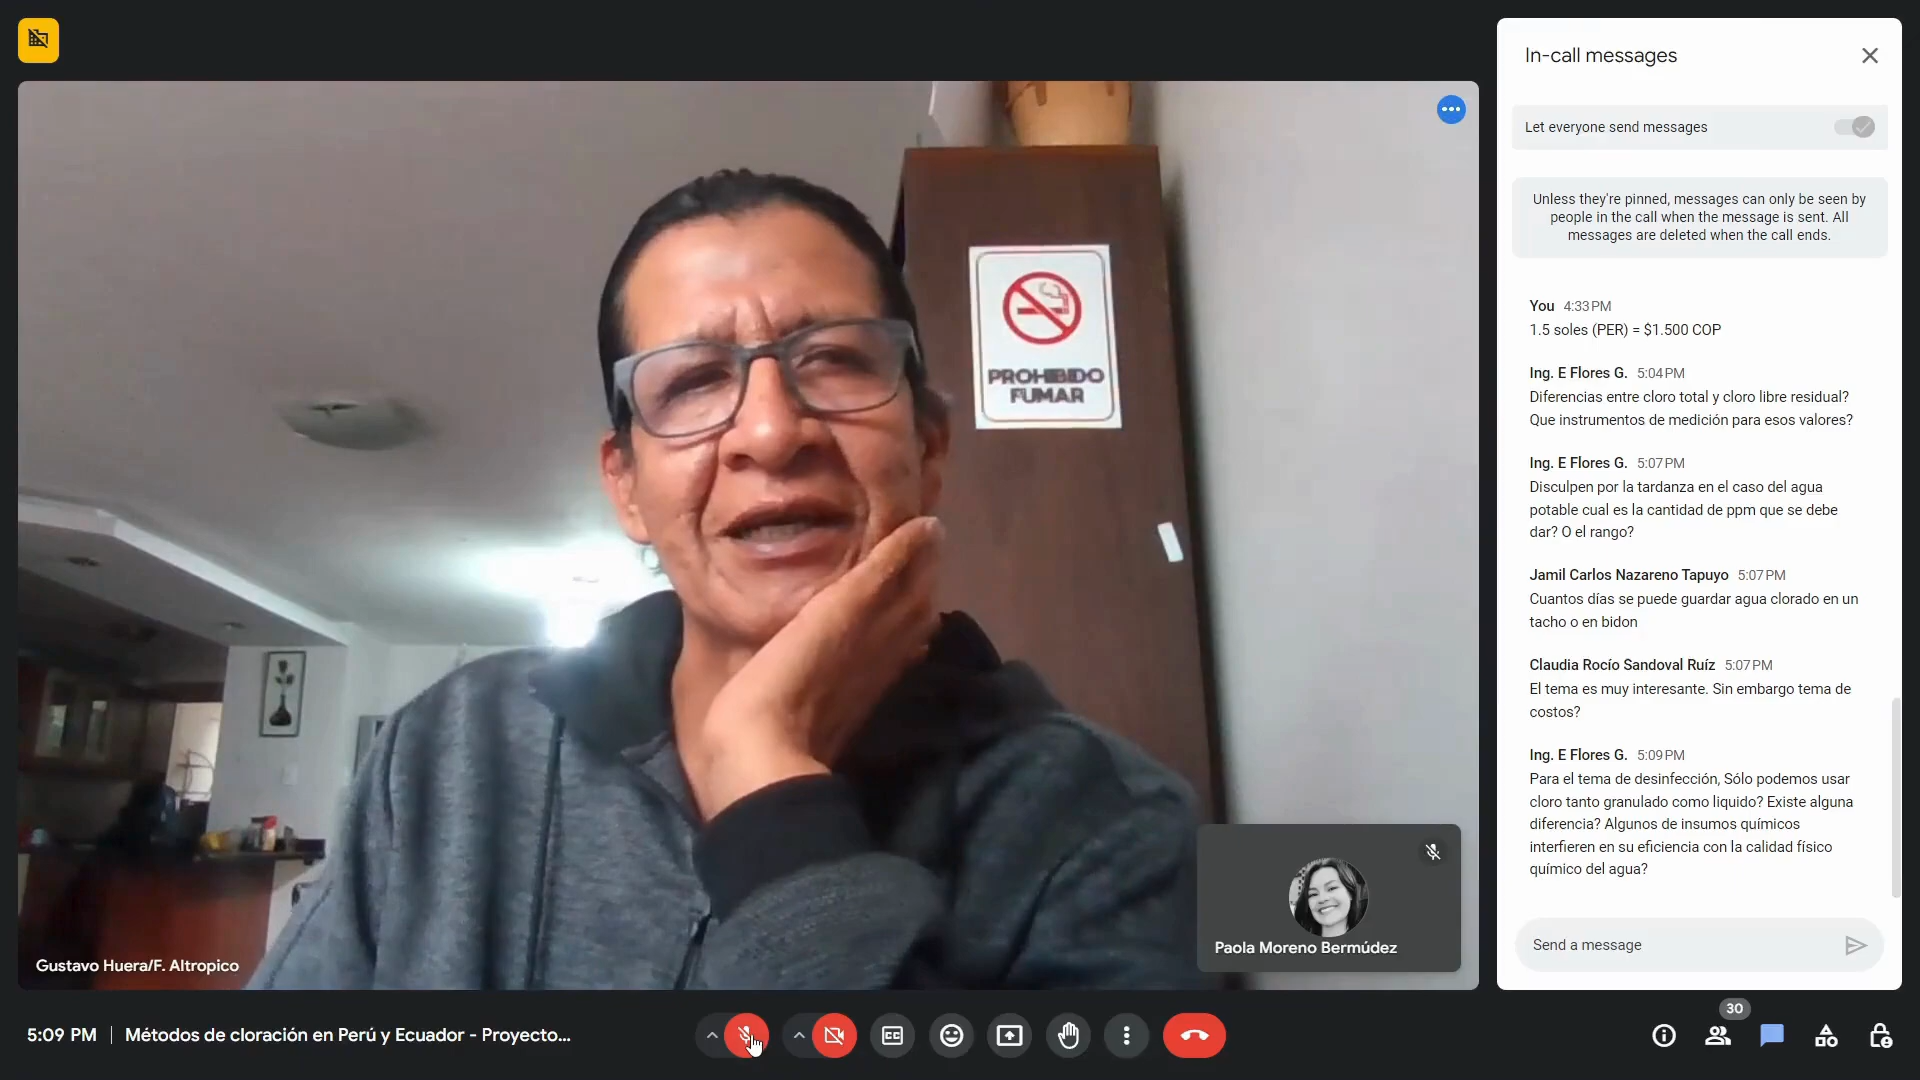 In-call messages
Let everyone send messages
Unless they're pinned, messages can only be seen by
people in the call when the message is sent. All
messages are deleted when the call ends.
You 4:33 PM
1.5 soles (PER) = $1.500 COP
Ing. E Flores G. 5:04 PM
Diferencias entre cloro total y cloro libre residual?
Que instrumentos de medición para esos valores?
Ing. E Flores G. 5:07 PM
Disculpen por la tardanza en el caso del agua
potable cual es la cantidad de ppm que se debe
dar? O el rango?
Jamil Carlos Nazareno Tapuyo 5:07 PM
Cuantos días se puede guardar agua clorado en un
tacho o en bidon
Claudia Rocío Sandoval Ruíz 5:07 PM
El tema es muy interesante. Sin embargo tema de
costos?
Ing. E Flores G. 5:09 PM
Para el tema de desinfección, Sólo podemos usar
cloro tanto granulado como liquido? Existe alguna
diferencia? Algunos de insumos químicos
interfieren en su eficiencia con la calidad físico
químico del agua?
Send a message
PROHIBIDO
FUMAR
Paola Moreno Bermúdez
Gustavo Huera/F. Altropico
5:09 PM | Métodos de cloración en Perú y Ecuador - Proyecto...
CC
30